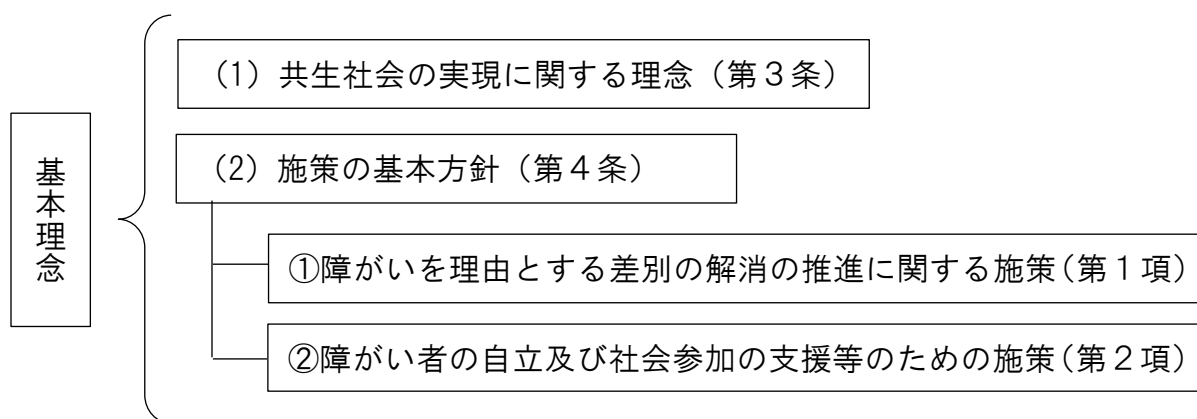 基本理念
(1) 共生社会の実現に関する理念（第３条）
(2) 施策の基本方針（第４条）
①障がいを理由とする差別の解消の推進に関する施策(第１項)
②障がい者の自立及び社会参加の支援等のための施策(第２項)